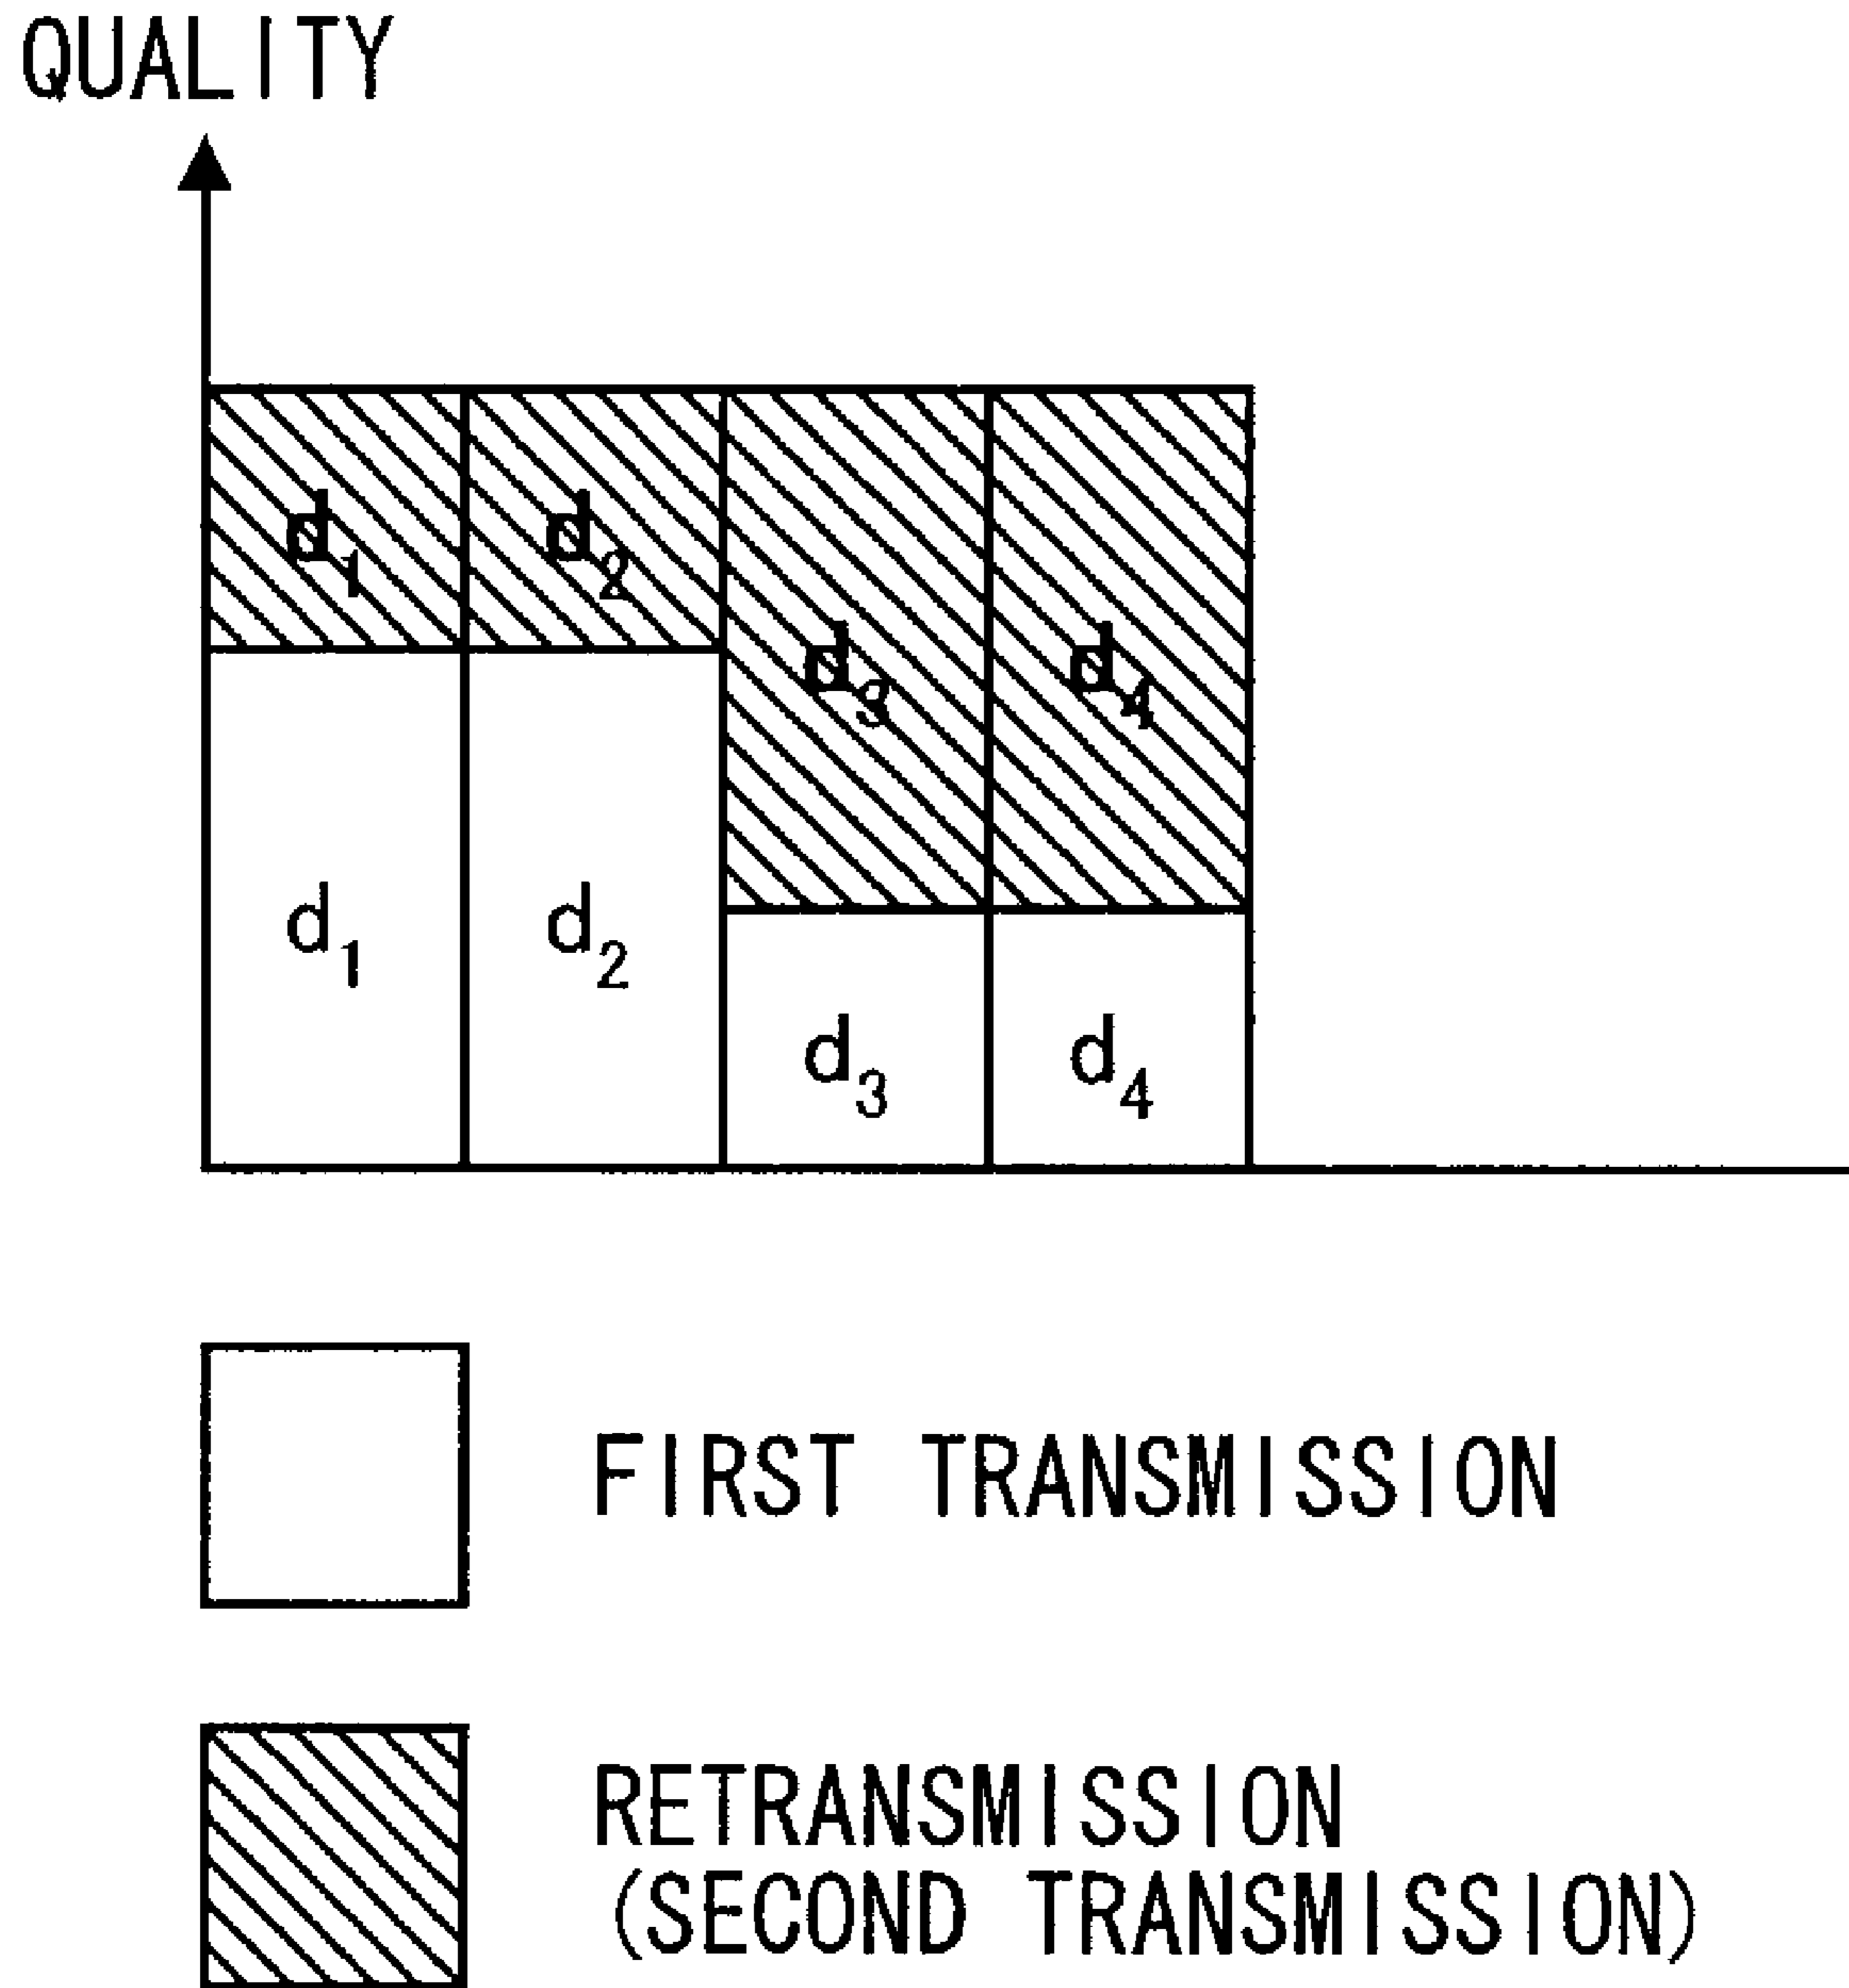 QUALITY
d1 d2
d3 d4
d1 d2
d3 d4
FIRST TRANSMISSION
RETRANSMISSION
(SECOND TRANSMISSION)